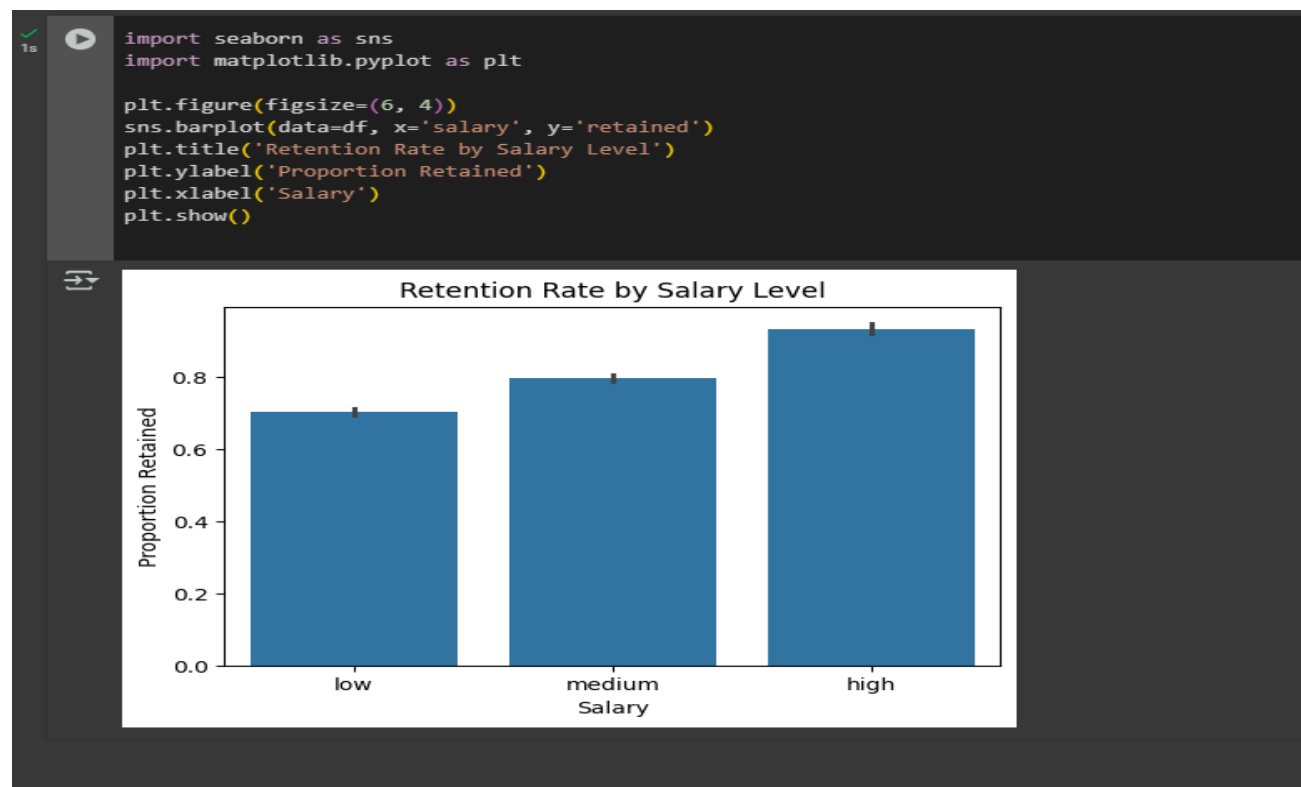 1s
import seaborn as sns
import matplotlib.pyplot as plt
plt.figure(figsize=(6, 4))
sns.barplot(data=df, x='salary', y='retained')
plt.title('Retention Rate by Salary Level')
plt.ylabel('Proportion Retained')
plt.xlabel('Salary')
plt.show()
Retention Rate by Salary Level
Proportion Retained
0.8
0.6
0.4
0.2
0.0
low medium high
Salary